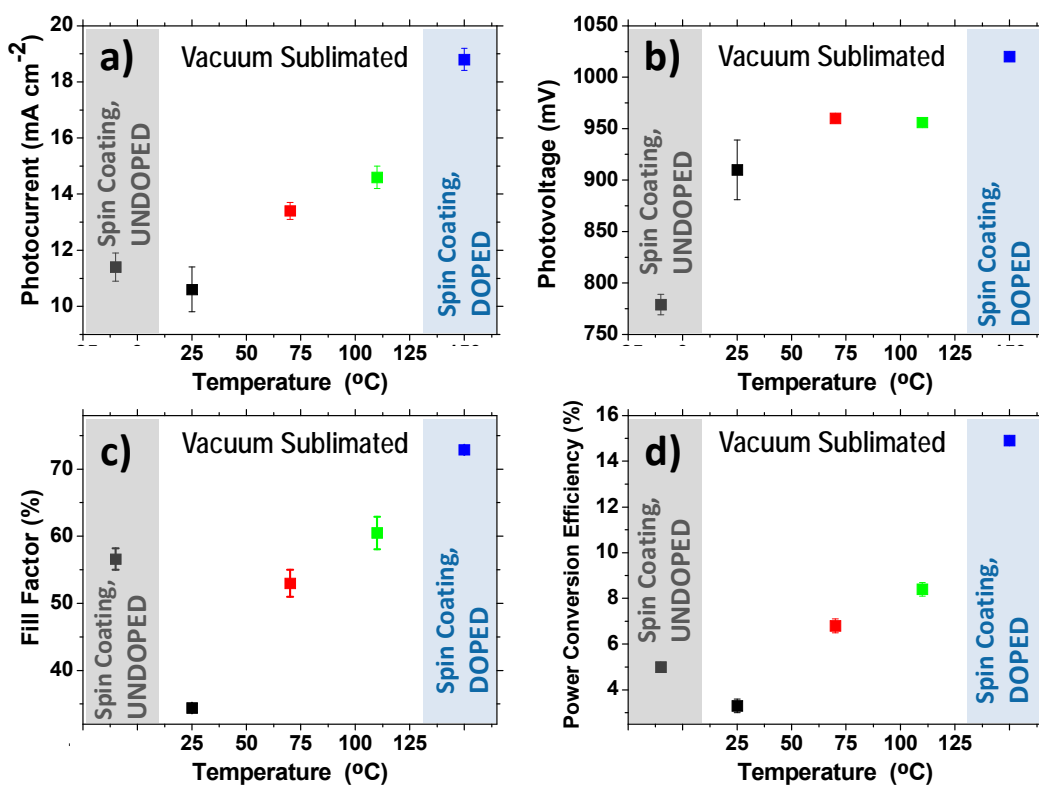 a)
Vacuum Sublimated
Spin Coating,
UNDOPED
Spin Coating,
DOPED
Photocurrent (mA cm⁻²)
20
18
16
14
12
10
25 50 75 100 125
Temperature (ºC)
b)
Vacuum Sublimated
Spin Coating,
UNDOPED
Spin Coating,
DOPED
Photovoltage (mV)
1050
1000
950
900
850
800
750
25 50 75 100 125
Temperature (ºC)
c)
Vacuum Sublimated
Spin Coating,
UNDOPED
Spin Coating,
DOPED
Fill Factor (%)
70
60
50
40
25 50 75 100 125
Temperature (ºC)
d)
Vacuum Sublimated
Spin Coating,
UNDOPED
Spin Coating,
DOPED
Power Conversion Efficiency (%)
16
14
12
10
8
6
4
25 50 75 100 125
Temperature (ºC)